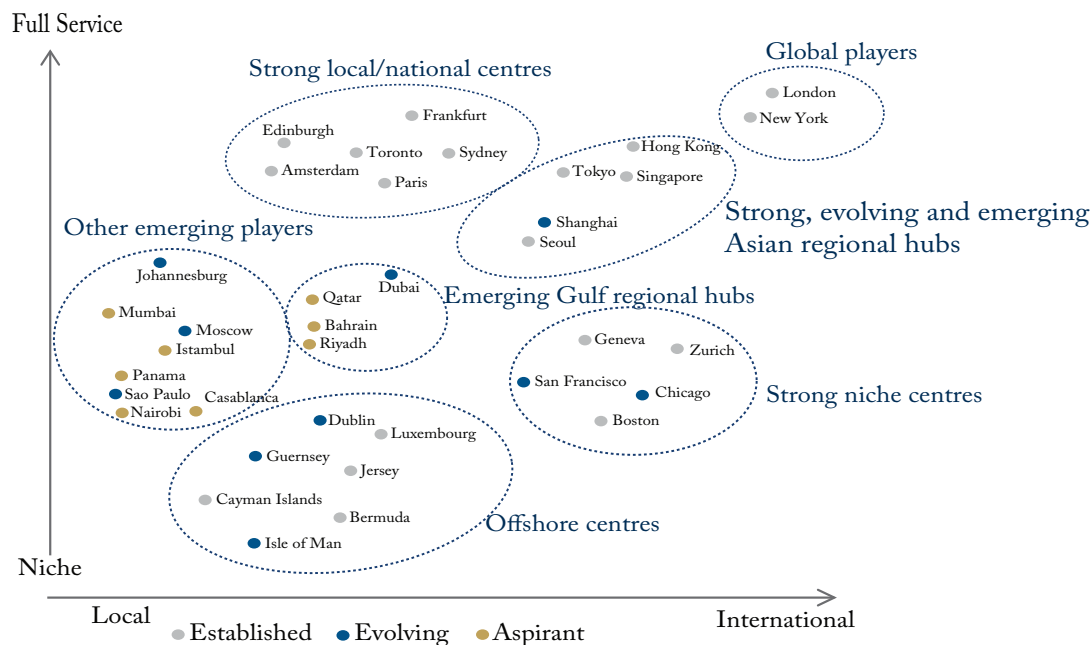 Full Service
Global players
Strong local/national centres
London
New York
Frankfurt
Edinburgh
Toronto
Sydney
Amsterdam
Paris
Hong Kong
Tokyo
Singapore
Shanghai
Seoul
Strong, evolving and emerging
Asian regional hubs
Other emerging players
Johannesburg
Mumbai
Moscow
Istambul
Panama
Sao Paulo
Casablanca
Nairobi
Dubai
Qatar
Bahrain
Riyadh
Emerging Gulf regional hubs
Geneva
Zurich
San Francisco
Chicago
Boston
Strong niche centres
Dublin
Luxembourg
Guernsey
Jersey
Cayman Islands
Bermuda
Isle of Man
Offshore centres
Niche
Local
International
Established
Evolving
Aspirant